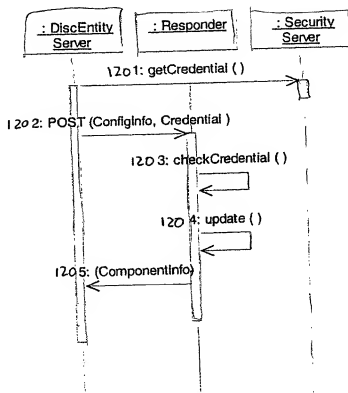 : DiscEntity Server
: Responder
: Security Server
1201: getCredential ( )
1202: POST (ConfigInfo, Credential )
1203: checkCredential ( )
1204: update ( )
1205: (ComponentInfo)